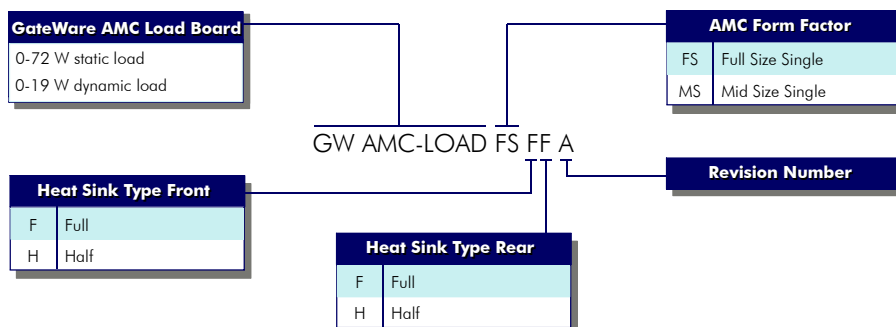 GateWare AMC Load Board
0-72 W static load
0-19 W dynamic load
AMC Form Factor
FS Full Size Single
MS Mid Size Single
GW AMC-LOAD FS FF A
Heat Sink Type Front
F Full
H Half
Revision Number
Heat Sink Type Rear
F Full
H Half